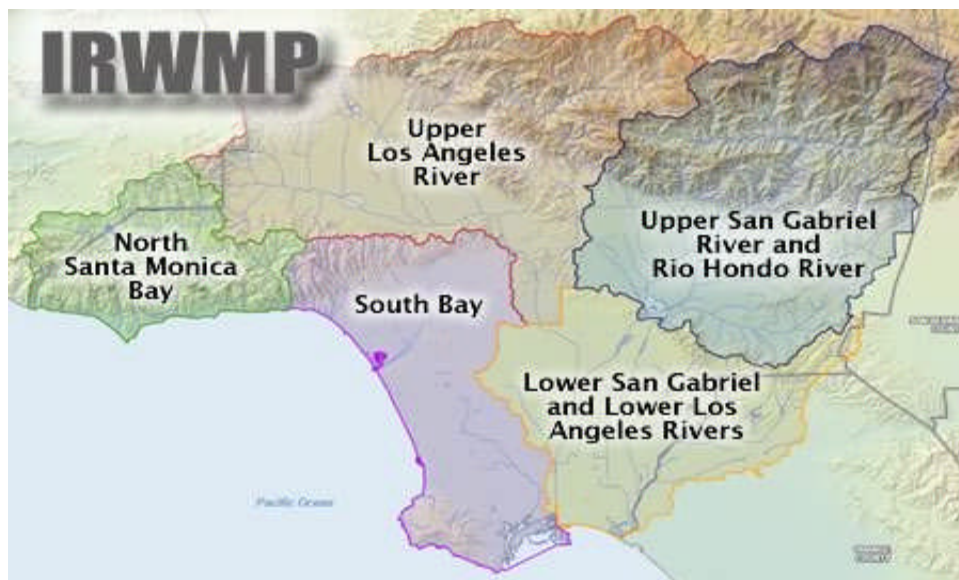 IRWMP
Upper
Los Angeles
River
Upper San Gabriel
River and
Rio Hondo River
North
Santa Monica
Bay
South Bay
Lower San Gabriel
and Lower Los
Angeles Rivers
Pacific Ocean
COUNTY